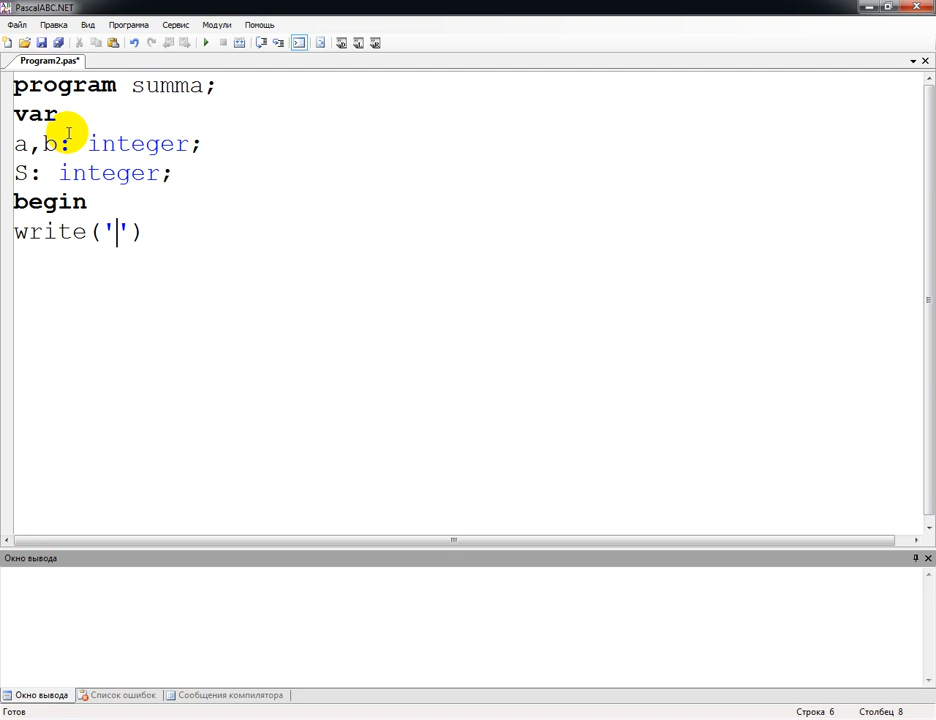 PascalABC.NET
Файл Правка Вид Программа Сервис Модули Помощь
Program2.pas*
program summa;
var
a,b: integer;
S: integer;
begin
write('')
Окно вывода
Окно вывода Список ошибок Сообщения компилятора
Готов Строка 6 Столбец 8